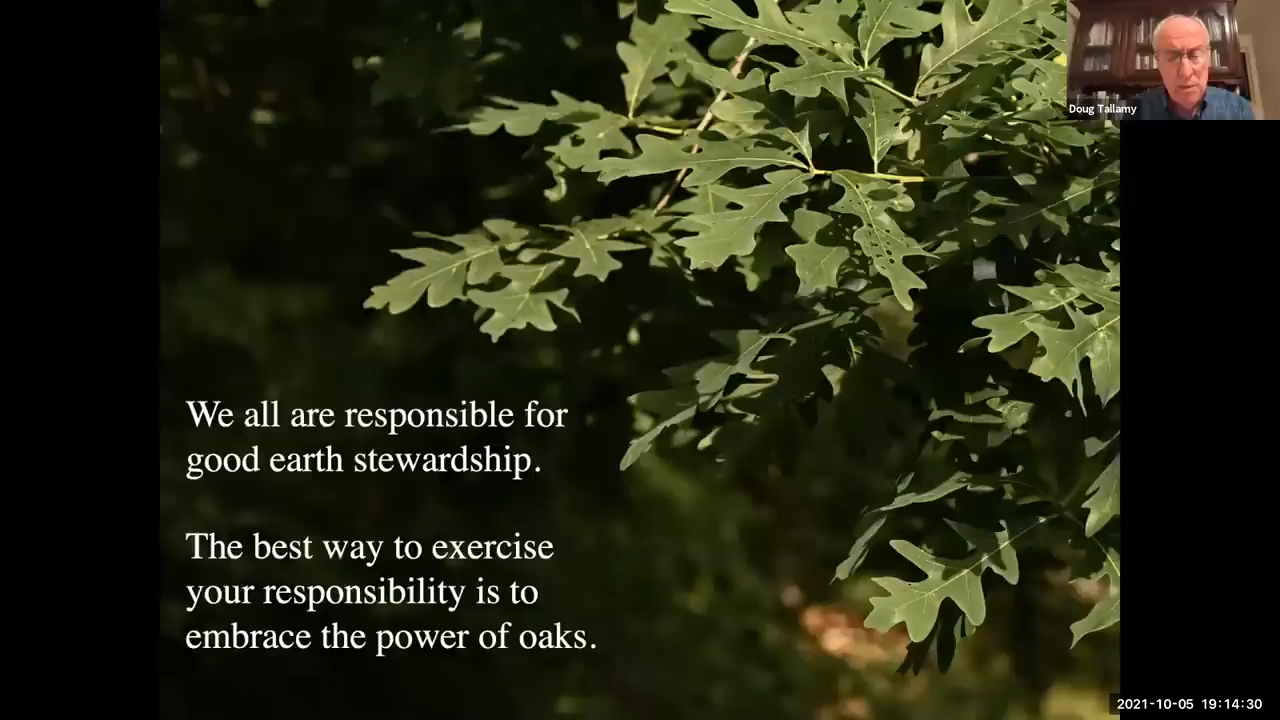 Doug Tallamy
We all are responsible for
good earth stewardship.
The best way to exercise
your responsibility is to
embrace the power of oaks.
2021-10-05 19:14:30